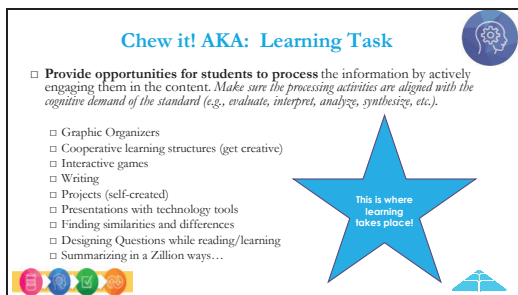 Chew it! AKA: Learning Task
□ Provide opportunities for students to process the information by actively
engaging them in the content. Make sure the processing activities are aligned with the
cognitive demand of the standard (e.g., evaluate, interpret, analyze, synthesize, etc.).
□ Graphic Organizers
□ Cooperative learning structures (get creative)
□ Interactive games
□ Writing
□ Projects (self-created)
□ Presentations with technology tools
□ Finding similarities and differences
□ Designing Questions while reading/learning
□ Summarizing in a Zillion ways…
This is where
learning
takes place!